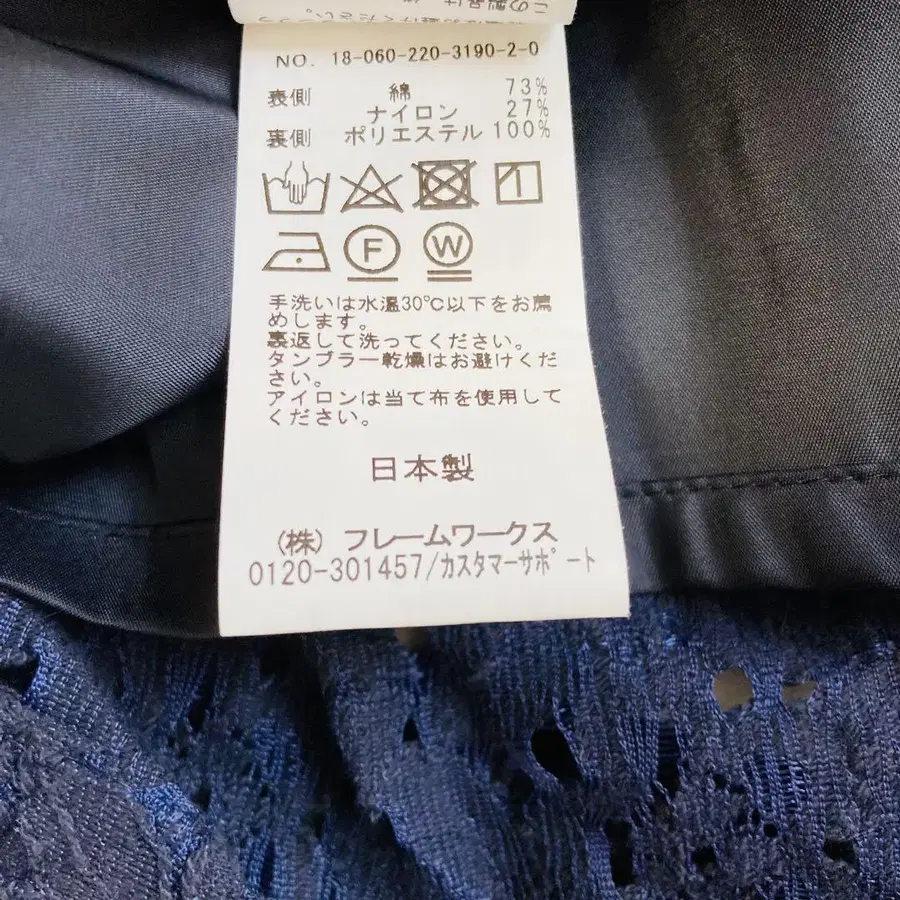 この製品は
NO. 18-060-220-3190-2-0
表側 綿 73%
ナイロン 27%
裏側 ポリエステル 100%
F W
手洗いは水温30℃以下をお薦
めします。
裏返して洗ってください。
タンブラー乾燥はお避けくだ
さい。
アイロンは当て布を使用して
ください。
日本製
(株) フレームワークス
0120-301457/カスタマーサポート